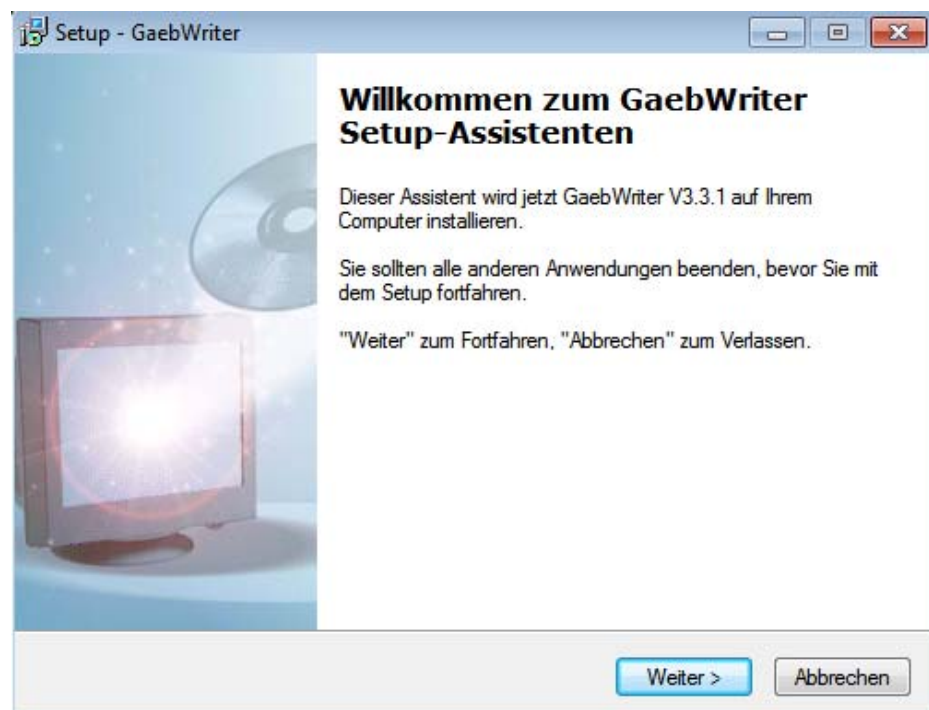 Setup - GaebWriter
Willkommen zum GaebWriter
Setup-Assistenten
Dieser Assistent wird jetzt GaebWriter V3.3.1 auf Ihrem
Computer installieren.
Sie sollten alle anderen Anwendungen beenden, bevor Sie mit
dem Setup fortfahren.
"Weiter" zum Fortfahren, "Abbrechen" zum Verlassen.
Weiter >
Abbrechen